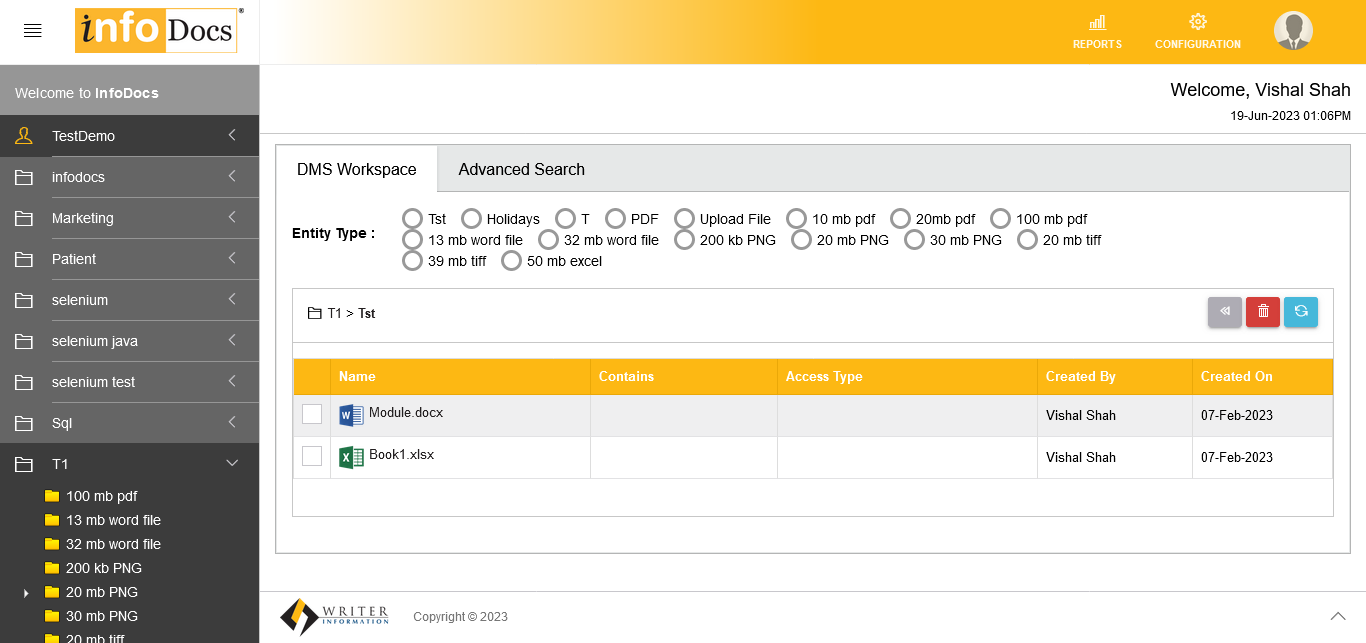 info Docs ®
REPORTS
CONFIGURATION
Welcome to InfoDocs
Welcome, Vishal Shah
19-Jun-2023 01:06PM
TestDemo
infodocs
Marketing
Patient
selenium
selenium java
selenium test
Sql
T1
100 mb pdf
13 mb word file
32 mb word file
200 kb PNG
20 mb PNG
30 mb PNG
20 mb tiff
DMS Workspace Advanced Search
Entity Type :
Tst Holidays T PDF Upload File 10 mb pdf 20mb pdf 100 mb pdf
13 mb word file 32 mb word file 200 kb PNG 20 mb PNG 30 mb PNG 20 mb tiff
39 mb tiff 50 mb excel
T1 > Tst
Name Contains Access Type Created By Created On
Module.docx Vishal Shah 07-Feb-2023
Book1.xlsx Vishal Shah 07-Feb-2023
WRITER
INFORMATION
Copyright © 2023